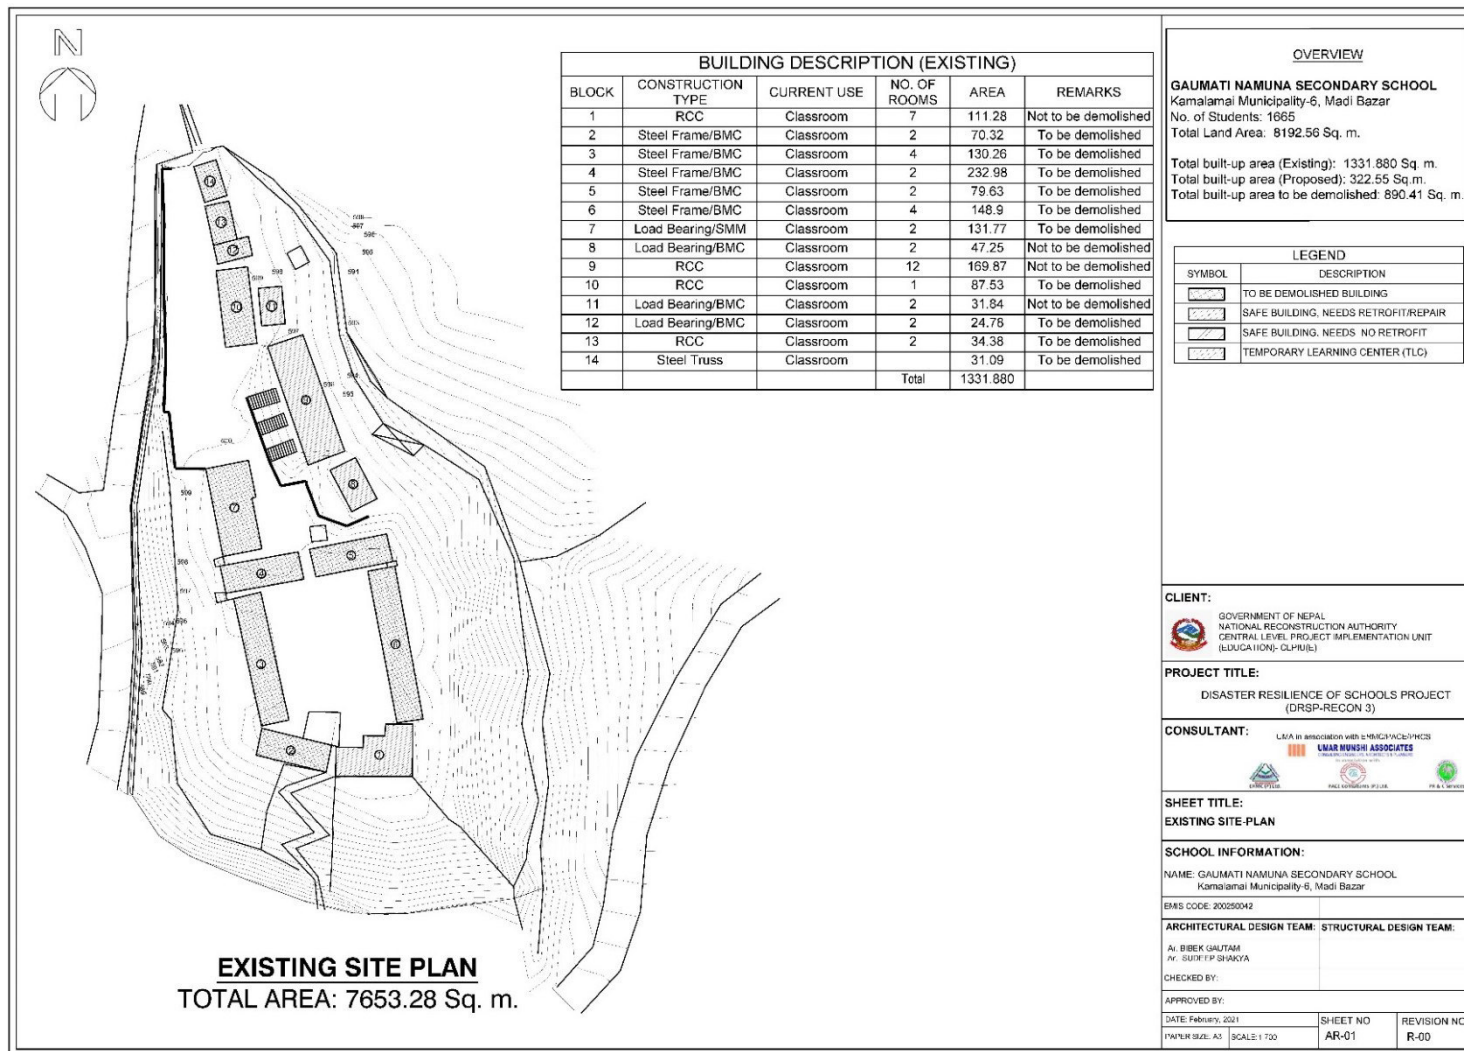 N
BUILDING DESCRIPTION (EXISTING)
BLOCK CONSTRUCTION TYPE CURRENT USE NO. OF ROOMS AREA REMARKS
1 RCC Classroom 7 111.28 Not to be demolished
2 Steel Frame/BMC Classroom 2 70.32 To be demolished
3 Steel Frame/BMC Classroom 4 130.26 To be demolished
4 Steel Frame/BMC Classroom 2 232.98 To be demolished
5 Steel Frame/BMC Classroom 2 79.63 To be demolished
6 Steel Frame/BMC Classroom 4 148.9 To be demolished
7 Load Bearing/SMM Classroom 2 131.77 To be demolished
8 Load Bearing/BMC Classroom 2 47.25 Not to be demolished
9 RCC Classroom 12 169.87 Not to be demolished
10 RCC Classroom 1 87.53 To be demolished
11 Load Bearing/BMC Classroom 2 31.84 Not to be demolished
12 Load Bearing/BMC Classroom 2 24.78 To be demolished
13 RCC Classroom 2 34.38 To be demolished
14 Steel Truss Classroom 31.09 To be demolished
Total 1331.880
EXISTING SITE PLAN
TOTAL AREA: 7653.28 Sq. m.
OVERVIEW
GAUMATI NAMUNA SECONDARY SCHOOL
Kamalamai Municipality-6, Madi Bazar
No. of Students: 1665
Total Land Area: 8192.56 Sq. m.
Total built-up area (Existing): 1331.880 Sq. m.
Total built-up area (Proposed): 322.55 Sq.m.
Total built-up area to be demolished: 890.41 Sq. m.
LEGEND
SYMBOL DESCRIPTION
TO BE DEMOLISHED BUILDING
SAFE BUILDING, NEEDS RETROFIT/REPAIR
SAFE BUILDING, NEEDS NO RETROFIT
TEMPORARY LEARNING CENTER (TLC)
CLIENT:
GOVERNMENT OF NEPAL
NATIONAL RECONSTRUCTION AUTHORITY
CENTRAL LEVEL PROJECT IMPLEMENTATION UNIT
(EDUCATION)- CLPIU(E)
PROJECT TITLE:
DISASTER RESILIENCE OF SCHOOLS PROJECT
(DRSP-RECON 3)
CONSULTANT:
UMAR MUNSHI ASSOCIATES
SHEET TITLE:
EXISTING SITE-PLAN
SCHOOL INFORMATION:
NAME: GAUMATI NAMUNA SECONDARY SCHOOL
Kamalamai Municipality-6, Madi Bazar
EMIS CODE: 200250042
ARCHITECTURAL DESIGN TEAM: STRUCTURAL DESIGN TEAM:
Ar. BIBEK GAUTAM
Ar. SUDEEP SHAKYA
CHECKED BY:
APPROVED BY:
DATE: February, 2021
PAPER SIZE: A3 SCALE:1:700
SHEET NO
AR-01
REVISION NO
R-00